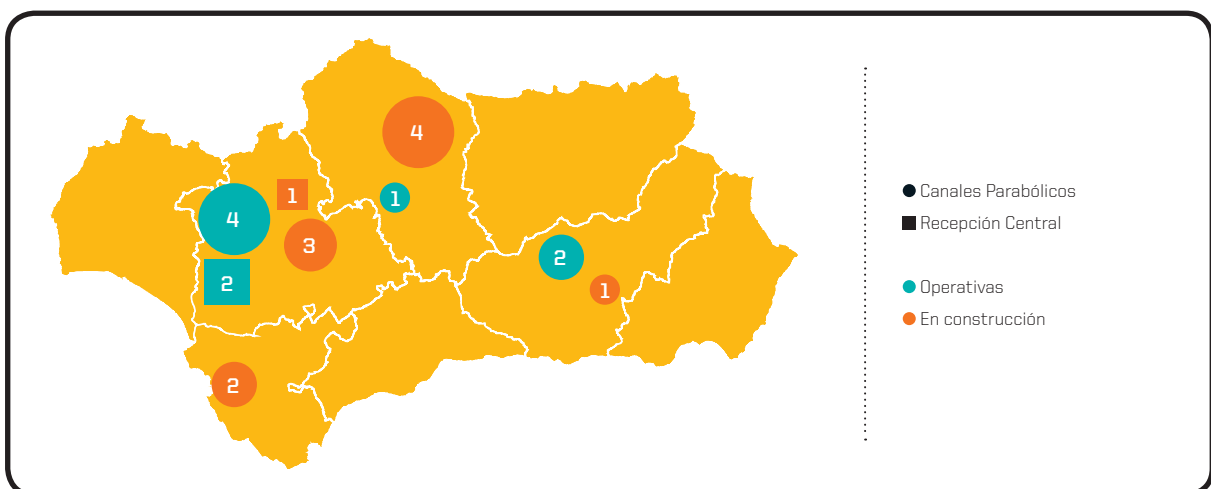 4
1
1
4
3
2
2
1
2
Canales Parabólicos
Recepción Central
Operativas
En construcción